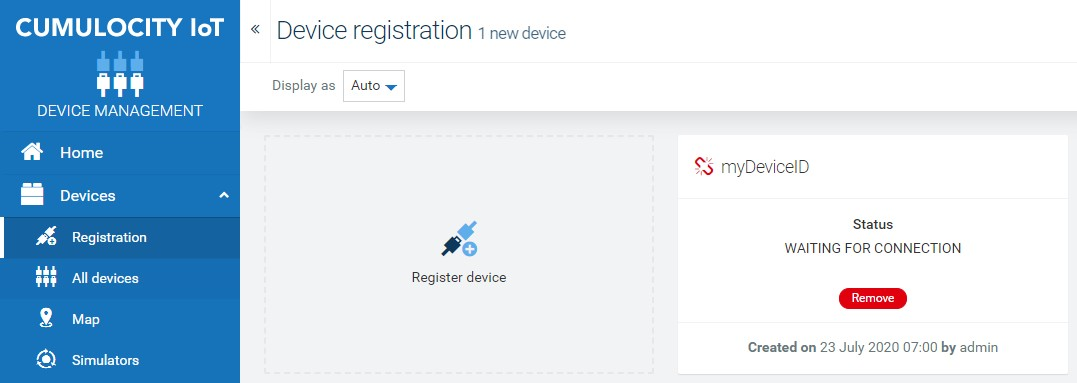 CUMULOCITY IoT
DEVICE MANAGEMENT
Home
Devices
Registration
All devices
Map
Simulators
Device registration 1 new device
Display as Auto
Register device
myDeviceID
Status
WAITING FOR CONNECTION
Remove
Created on 23 July 2020 07:00 by admin